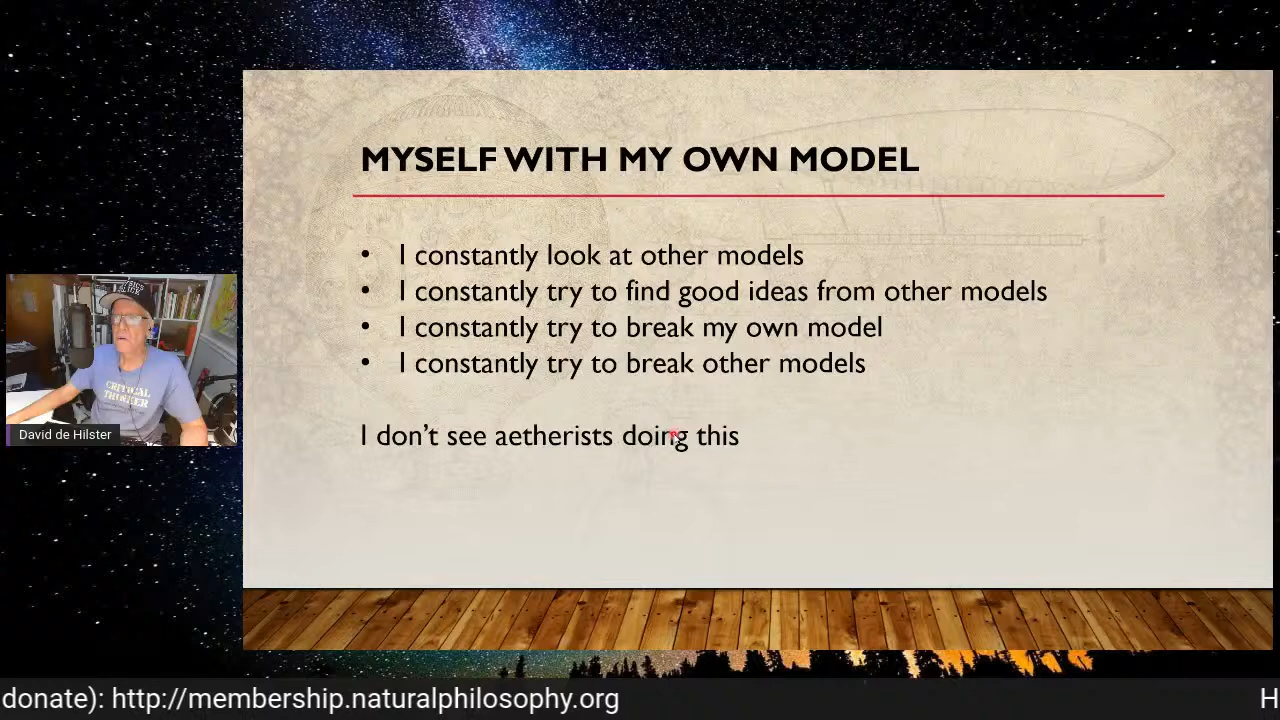 MYSELF WITH MY OWN MODEL
• I constantly look at other models
• I constantly try to find good ideas from other models
• I constantly try to break my own model
• I constantly try to break other models
I don't see aetherists doing this
CRITICAL
THINKER
David de Hilster
donate): http://membership.naturalphilosophy.org
H